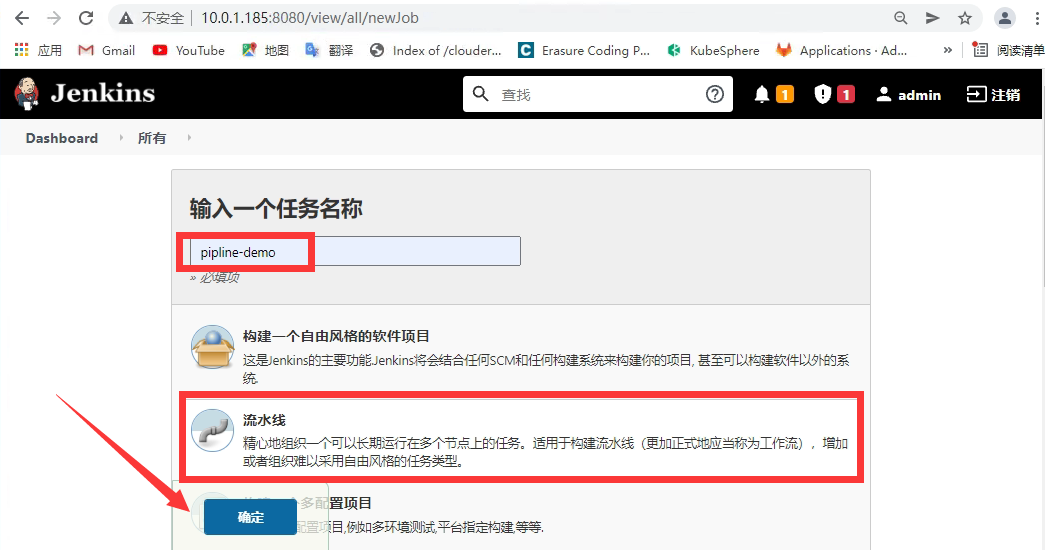 不安全 10.0.1.185:8080/view/all/newJob
应用 Gmail YouTube 地图 翻译 Index of /clouder... Erasure Coding P... KubeSphere Applications · Ad... » 阅读清单
Jenkins 查找 1 1 admin 注销
Dashboard 所有
输入一个任务名称
pipline-demo
» 必填项
构建一个自由风格的软件项目
这是Jenkins的主要功能.Jenkins将会结合任何SCM和任何构建系统来构建你的项目, 甚至可以构建软件以外的系
统.
流水线
精心地组织一个可以长期运行在多个节点上的任务。适用于构建流水线（更加正式地应当称为工作流），增加
或者组织难以采用自由风格的任务类型。
构建一个多配置项目
配置项目,例如多环境测试,平台指定构建,等等.
确定